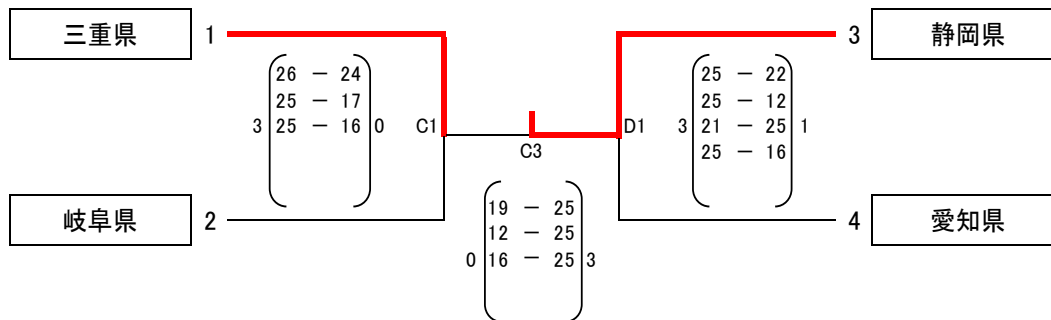 三重県 1
3 静岡県
26 － 24
25 － 17
3 25 － 16 0
C1
25 － 22
25 － 12
D1 3 21 － 25 1
25 － 16
C3
岐阜県 2
4 愛知県
19 － 25
12 － 25
0 16 － 25 3